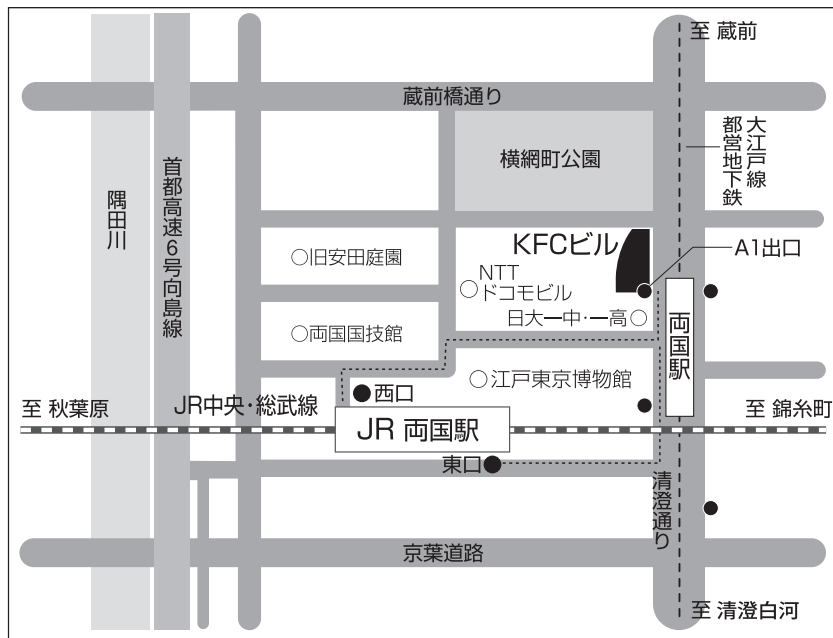 至 蔵前
蔵前橋通り
大江戸線
都営地下鉄
横網町公園
隅田川
首都高速6号向島線
KFCビル
A1出口
○旧安田庭園
○NTT
ドコモビル
日大一中・一高○
両国駅
○両国国技館
○江戸東京博物館
●西口
至 秋葉原
JR中央・総武線
至 錦糸町
JR 両国駅
東口●
清澄通り
京葉道路
至 清澄白河